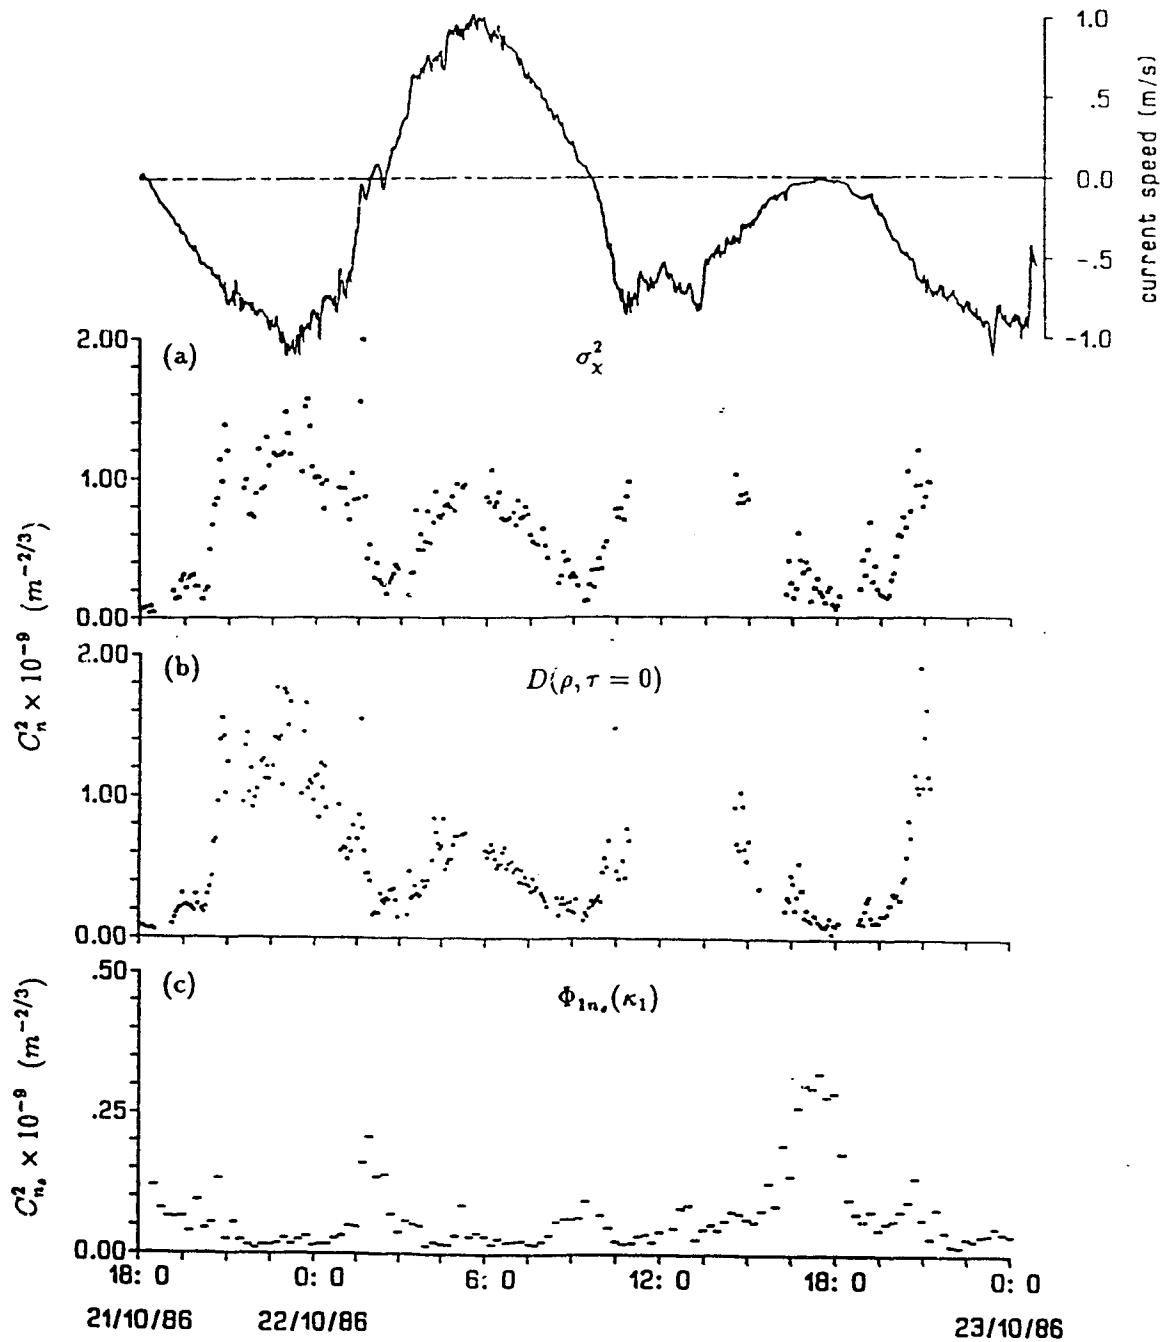 1.0
.5
0.0
-.5
-1.0
current speed (m/s)
2.00
(a)
σ²χ
1.00
0.00
2.00
(b)
D(ρ, τ = 0)
1.00
0.00
C²n × 10⁻⁹ (m⁻²/³)
.50
(c)
Φ1nₛ(κ1)
.25
0.00
C²nₛ × 10⁻⁹ (m⁻²/³)
18: 0 0: 0 6: 0 12: 0 18: 0 0: 0
21/10/86 22/10/86 23/10/86